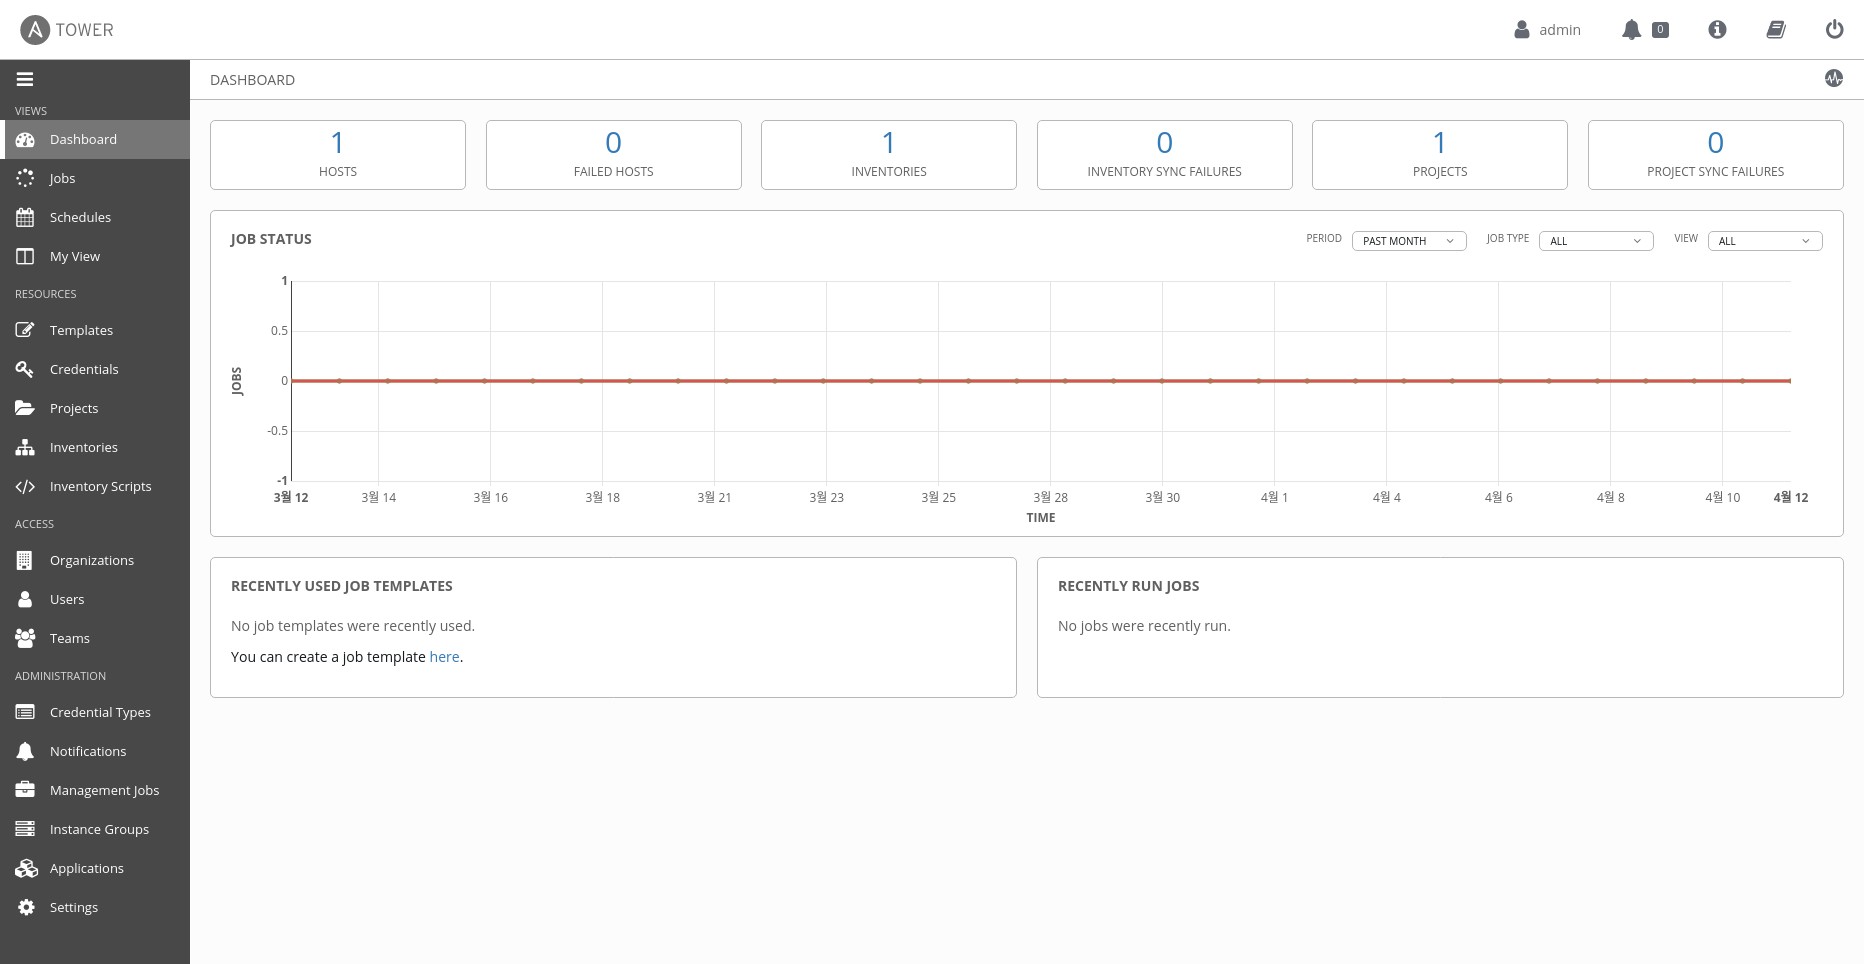 A TOWER
admin
0
VIEWS
Dashboard
Jobs
Schedules
My View
RESOURCES
Templates
Credentials
Projects
Inventories
Inventory Scripts
ACCESS
Organizations
Users
Teams
ADMINISTRATION
Credential Types
Notifications
Management Jobs
Instance Groups
Applications
Settings
DASHBOARD
1
HOSTS
0
FAILED HOSTS
1
INVENTORIES
0
INVENTORY SYNC FAILURES
1
PROJECTS
0
PROJECT SYNC FAILURES
JOB STATUS
PERIOD PAST MONTH JOB TYPE ALL VIEW ALL
1
0.5
0
-0.5
-1
JOBS
3월 12 3월 14 3월 16 3월 18 3월 21 3월 23 3월 25 3월 28 3월 30 4월 1 4월 4 4월 6 4월 8 4월 10 4월 12
TIME
RECENTLY USED JOB TEMPLATES
No job templates were recently used.
You can create a job template here.
RECENTLY RUN JOBS
No jobs were recently run.